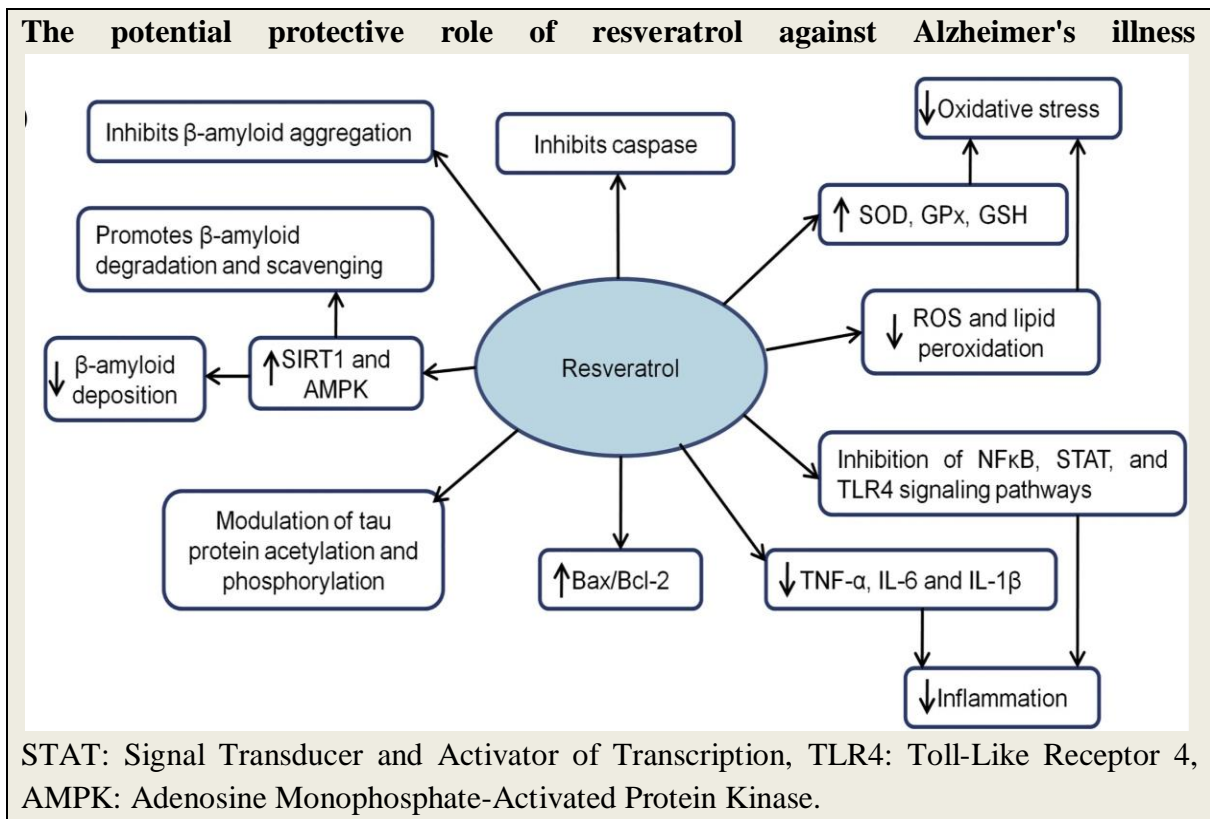 The potential protective role of resveratrol against Alzheimer's illness
)
Inhibits β-amyloid aggregation
Inhibits caspase
↓Oxidative stress
↑ SOD, GPx, GSH
Promotes β-amyloid
degradation and scavenging
↓ ROS and lipid
peroxidation
↓ β-amyloid
deposition
↑SIRT1 and
AMPK
Resveratrol
Inhibition of NFκB, STAT, and
TLR4 signaling pathways
Modulation of tau
protein acetylation and
phosphorylation
↑Bax/Bcl-2
↓TNF-α, IL-6 and IL-1β
↓Inflammation
STAT: Signal Transducer and Activator of Transcription, TLR4: Toll-Like Receptor 4,
AMPK: Adenosine Monophosphate-Activated Protein Kinase.